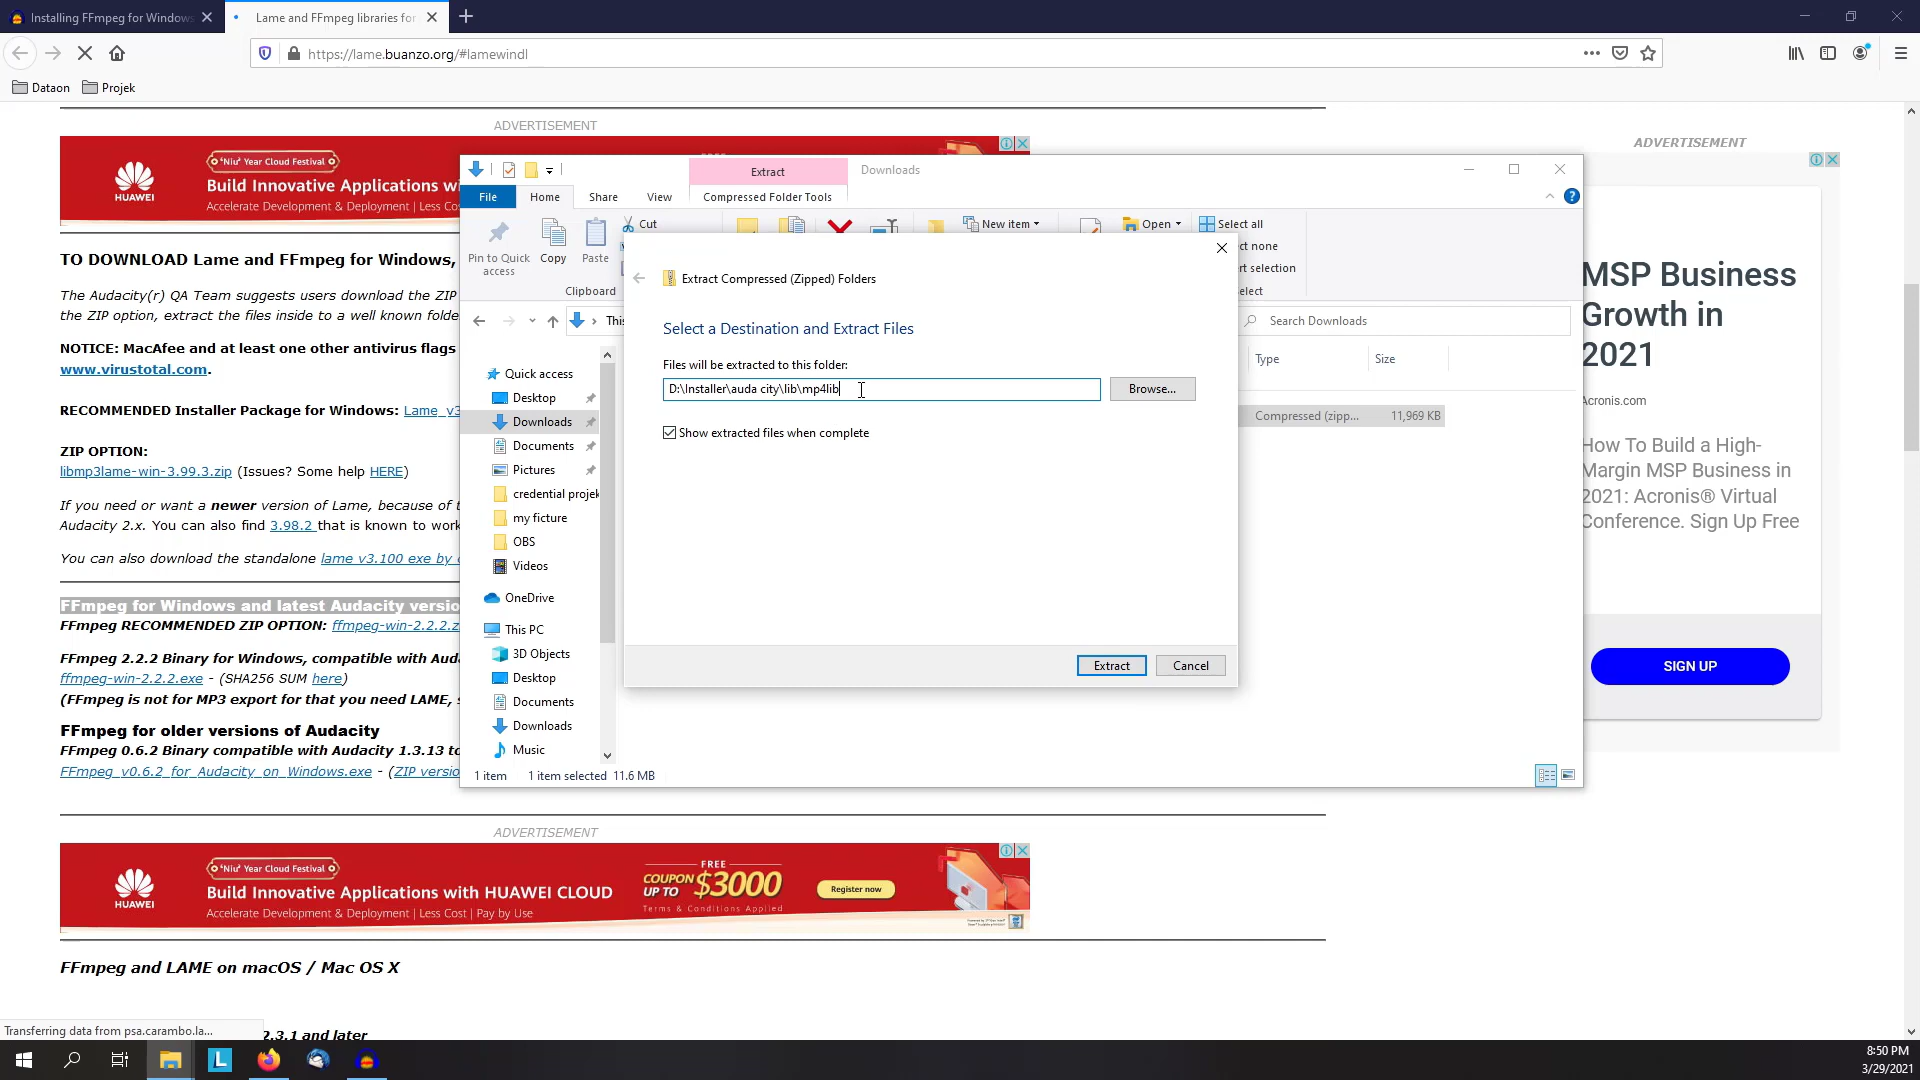 Installing FFmpeg for Windows
Lame and FFmpeg libraries for
https://lame.buanzo.org/#lamewindl
Dataon
Projek
ADVERTISEMENT
HUAWEI
"Niu" Year Cloud Festival
Build Innovative Applications wi
Accelerate Development & Deployment | Less Co
TO DOWNLOAD Lame and FFmpeg for Windows,
The Audacity(r) QA Team suggests users download the ZIP
the ZIP option, extract the files inside to a well known folde
NOTICE: MacAfee and at least one other antivirus flags
www.virustotal.com.
RECOMMENDED Installer Package for Windows: Lame_v3
ZIP OPTION:
libmp3lame-win-3.99.3.zip (Issues? Some help HERE)
If you need or want a newer version of Lame, because of t
Audacity 2.x. You can also find 3.98.2 that is known to work
You can also download the standalone lame v3.100 exe by c
FFmpeg for Windows and latest Audacity versio
FFmpeg RECOMMENDED ZIP OPTION: ffmpeg-win-2.2.2.z
FFmpeg 2.2.2 Binary for Windows, compatible with Auda
ffmpeg-win-2.2.2.exe - (SHA256 SUM here)
(FFmpeg is not for MP3 export for that you need LAME, s
FFmpeg for older versions of Audacity
FFmpeg 0.6.2 Binary compatible with Audacity 1.3.13 to
FFmpeg_v0.6.2_for_Audacity_on_Windows.exe - (ZIP versio
Extract
Downloads
File
Home
Share
View
Compressed Folder Tools
Pin to Quick
access
Copy
Paste
Cut
New item
Open
Select all
ct none
rt selection
Clipboard
elect
This
Search Downloads
Type
Size
Compressed (zipp...
11,969 KB
Quick access
Desktop
Downloads
Documents
Pictures
credential projek
my ficture
OBS
Videos
OneDrive
This PC
3D Objects
Desktop
Documents
Downloads
Music
1 item
1 item selected 11.6 MB
Extract Compressed (Zipped) Folders
Select a Destination and Extract Files
Files will be extracted to this folder:
D:\Installer\auda city\lib\mp4lib
Browse...
Show extracted files when complete
Extract
Cancel
ADVERTISEMENT
MSP Business
Growth in
2021
Acronis.com
How To Build a High-
Margin MSP Business in
2021: Acronis® Virtual
Conference. Sign Up Free
SIGN UP
ADVERTISEMENT
HUAWEI
"Niu" Year Cloud Festival
Build Innovative Applications with HUAWEI CLOUD
Accelerate Development & Deployment | Less Cost | Pay by Use
FREE
COUPON
UP TO $3000
Terms & Conditions Applied
Register now
FFmpeg and LAME on macOS / Mac OS X
2.3.1 and later
Transferring data from psa.carambo.la...
8:50 PM
3/29/2021